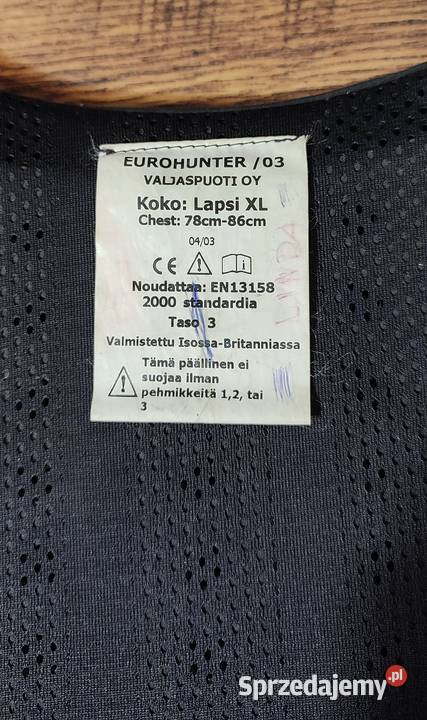 EUROHUNTER /03
VALJASPUOTI OY
Koko: Lapsi XL
Chest: 78cm-86cm
04/03
CE
Noudattaa: EN13158
2000 standardia
Taso 3
Valmistettu Isossa-Britanniassa
Tämä päällinen ei
suojaa ilman
pehmikkeitä 1,2, tai
3
LINDA
Sprzedajemy.pl